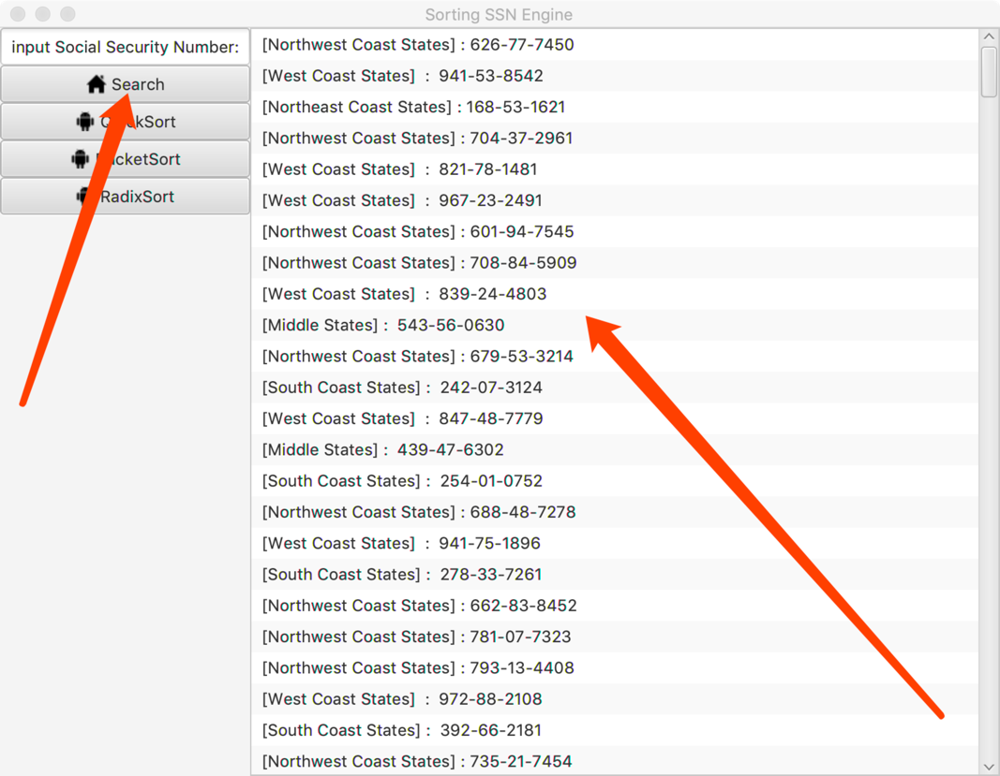 Sorting SSN Engine
input Social Security Number:
Search
RadixSort
[Northwest Coast States] : 626-77-7450
[West Coast States] : 941-53-8542
[Northeast Coast States] : 168-53-1621
[Northwest Coast States] : 704-37-2961
[West Coast States] : 821-78-1481
[West Coast States] : 967-23-2491
[Northwest Coast States] : 601-94-7545
[Northwest Coast States] : 708-84-5909
[West Coast States] : 839-24-4803
[Middle States] : 543-56-0630
[Northwest Coast States] : 679-53-3214
[South Coast States] : 242-07-3124
[West Coast States] : 847-48-7779
[Middle States] : 439-47-6302
[South Coast States] : 254-01-0752
[Northwest Coast States] : 688-48-7278
[West Coast States] : 941-75-1896
[South Coast States] : 278-33-7261
[Northwest Coast States] : 662-83-8452
[Northwest Coast States] : 781-07-7323
[Northwest Coast States] : 793-13-4408
[West Coast States] : 972-88-2108
[South Coast States] : 392-66-2181
[Northwest Coast States] : 735-21-7454